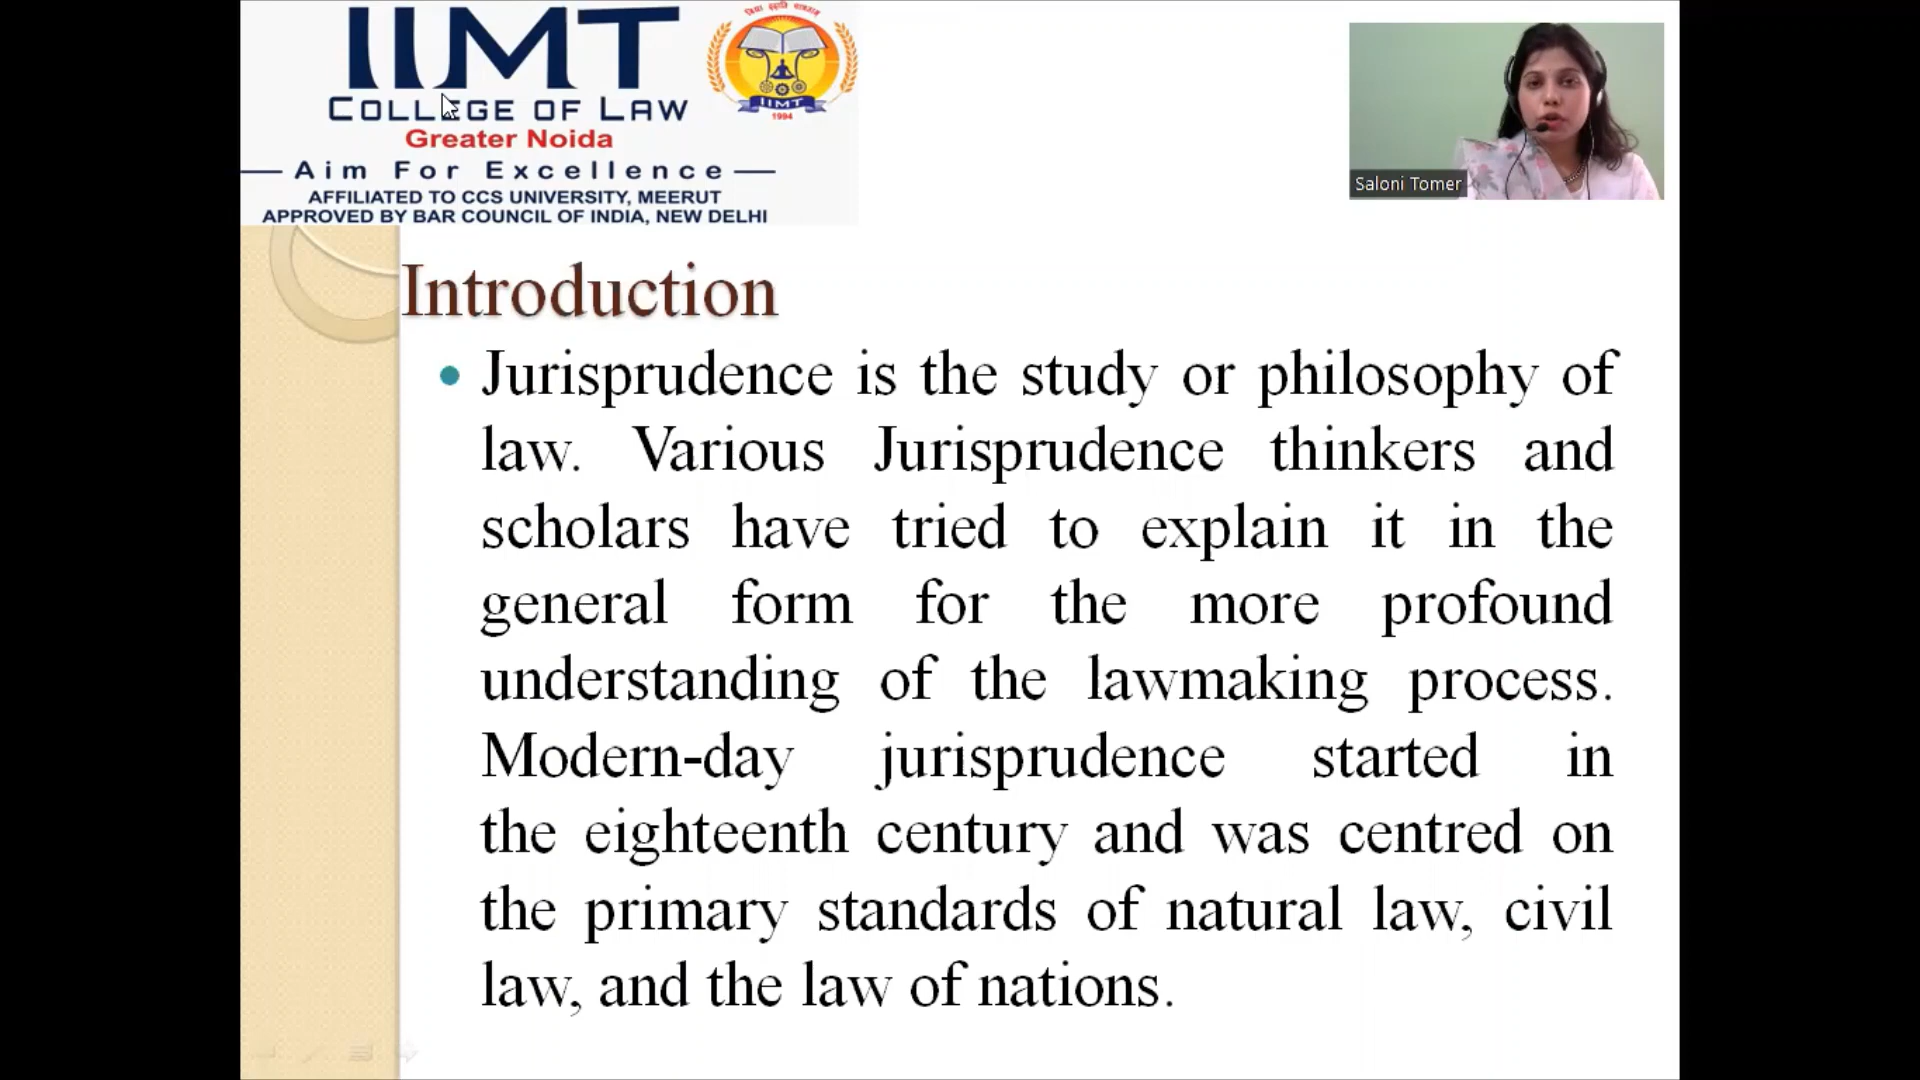 IIMT
COLLEGE OF LAW
Greater Noida
Aim For Excellence
AFFILIATED TO CCS UNIVERSITY, MEERUT
APPROVED BY BAR COUNCIL OF INDIA, NEW DELHI
IIMT
1994
Saloni Tomer
Introduction
• Jurisprudence is the study or philosophy of
law. Various Jurisprudence thinkers and
scholars have tried to explain it in the
general form for the more profound
understanding of the lawmaking process.
Modern-day jurisprudence started in
the eighteenth century and was centred on
the primary standards of natural law, civil
law, and the law of nations.